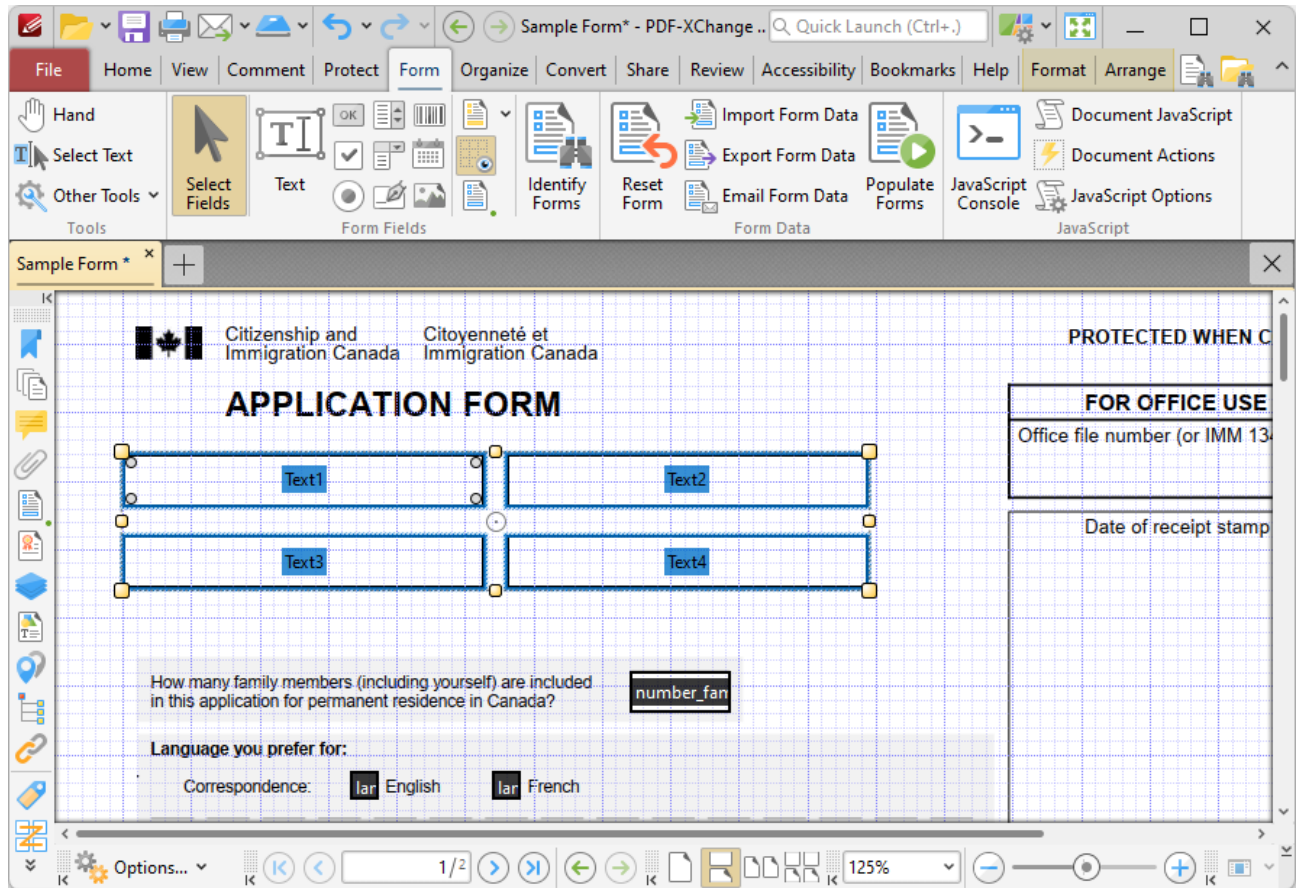 Sample Form* - PDF-XChange .. Quick Launch (Ctrl+.)
File Home View Comment Protect Form Organize Convert Share Review Accessibility Bookmarks Help Format Arrange
Hand
Select Text
Other Tools
Tools
Select Fields
Text
OK
Form Fields
Identify Forms
Reset Form
Import Form Data
Export Form Data
Email Form Data
Populate Forms
Form Data
JavaScript Console
Document JavaScript
Document Actions
JavaScript Options
JavaScript
Sample Form *
Citizenship and Citoyenneté et
Immigration Canada Immigration Canada
PROTECTED WHEN C
APPLICATION FORM
FOR OFFICE USE
Office file number (or IMM 134
Text1 Text2
Date of receipt stamp
Text3 Text4
How many family members (including yourself) are included
in this application for permanent residence in Canada?
number_fan
Language you prefer for:
Correspondence: lar English lar French
Options... 1/2 125%